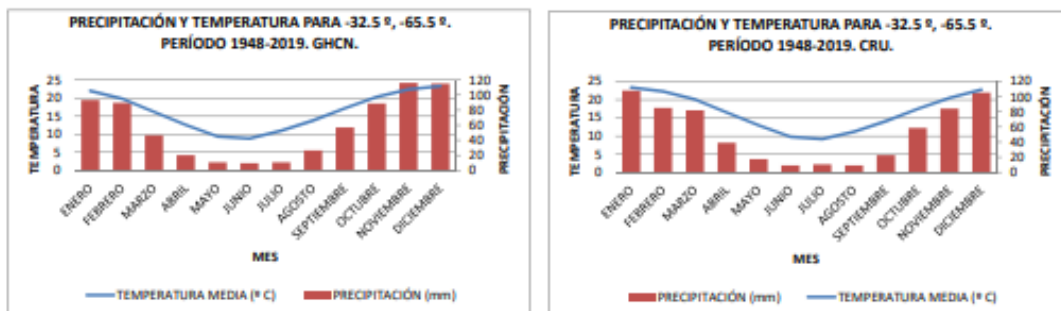 PRECIPITACIÓN Y TEMPERATURA PARA -32.5 º, -65.5 º.
PERÍODO 1948-2019. GHCN.
TEMPERATURA
25
20
15
10
5
0
120
100
80
60
40
20
0
PRECIPITACIÓN
ENERO
FEBRERO
MARZO
ABRIL
MAYO
JUNIO
JULIO
AGOSTO
SEPTIEMBRE
OCTUBRE
NOVIEMBRE
DICIEMBRE
MES
TEMPERATURA MEDIA (º C) PRECIPITACIÓN (mm)
PRECIPITACIÓN Y TEMPERATURA PARA -32.5 º, -65.5 º.
PERÍODO 1948-2019. CRU.
TEMPERATURA
25
20
15
10
5
0
120
100
80
60
40
20
0
PRECIPITACIÓN
ENERO
FEBRERO
MARZO
ABRIL
MAYO
JUNIO
JULIO
AGOSTO
SEPTIEMBRE
OCTUBRE
NOVIEMBRE
DICIEMBRE
MES
PRECIPITACIÓN (mm) TEMPERATURA MEDIA (º C)